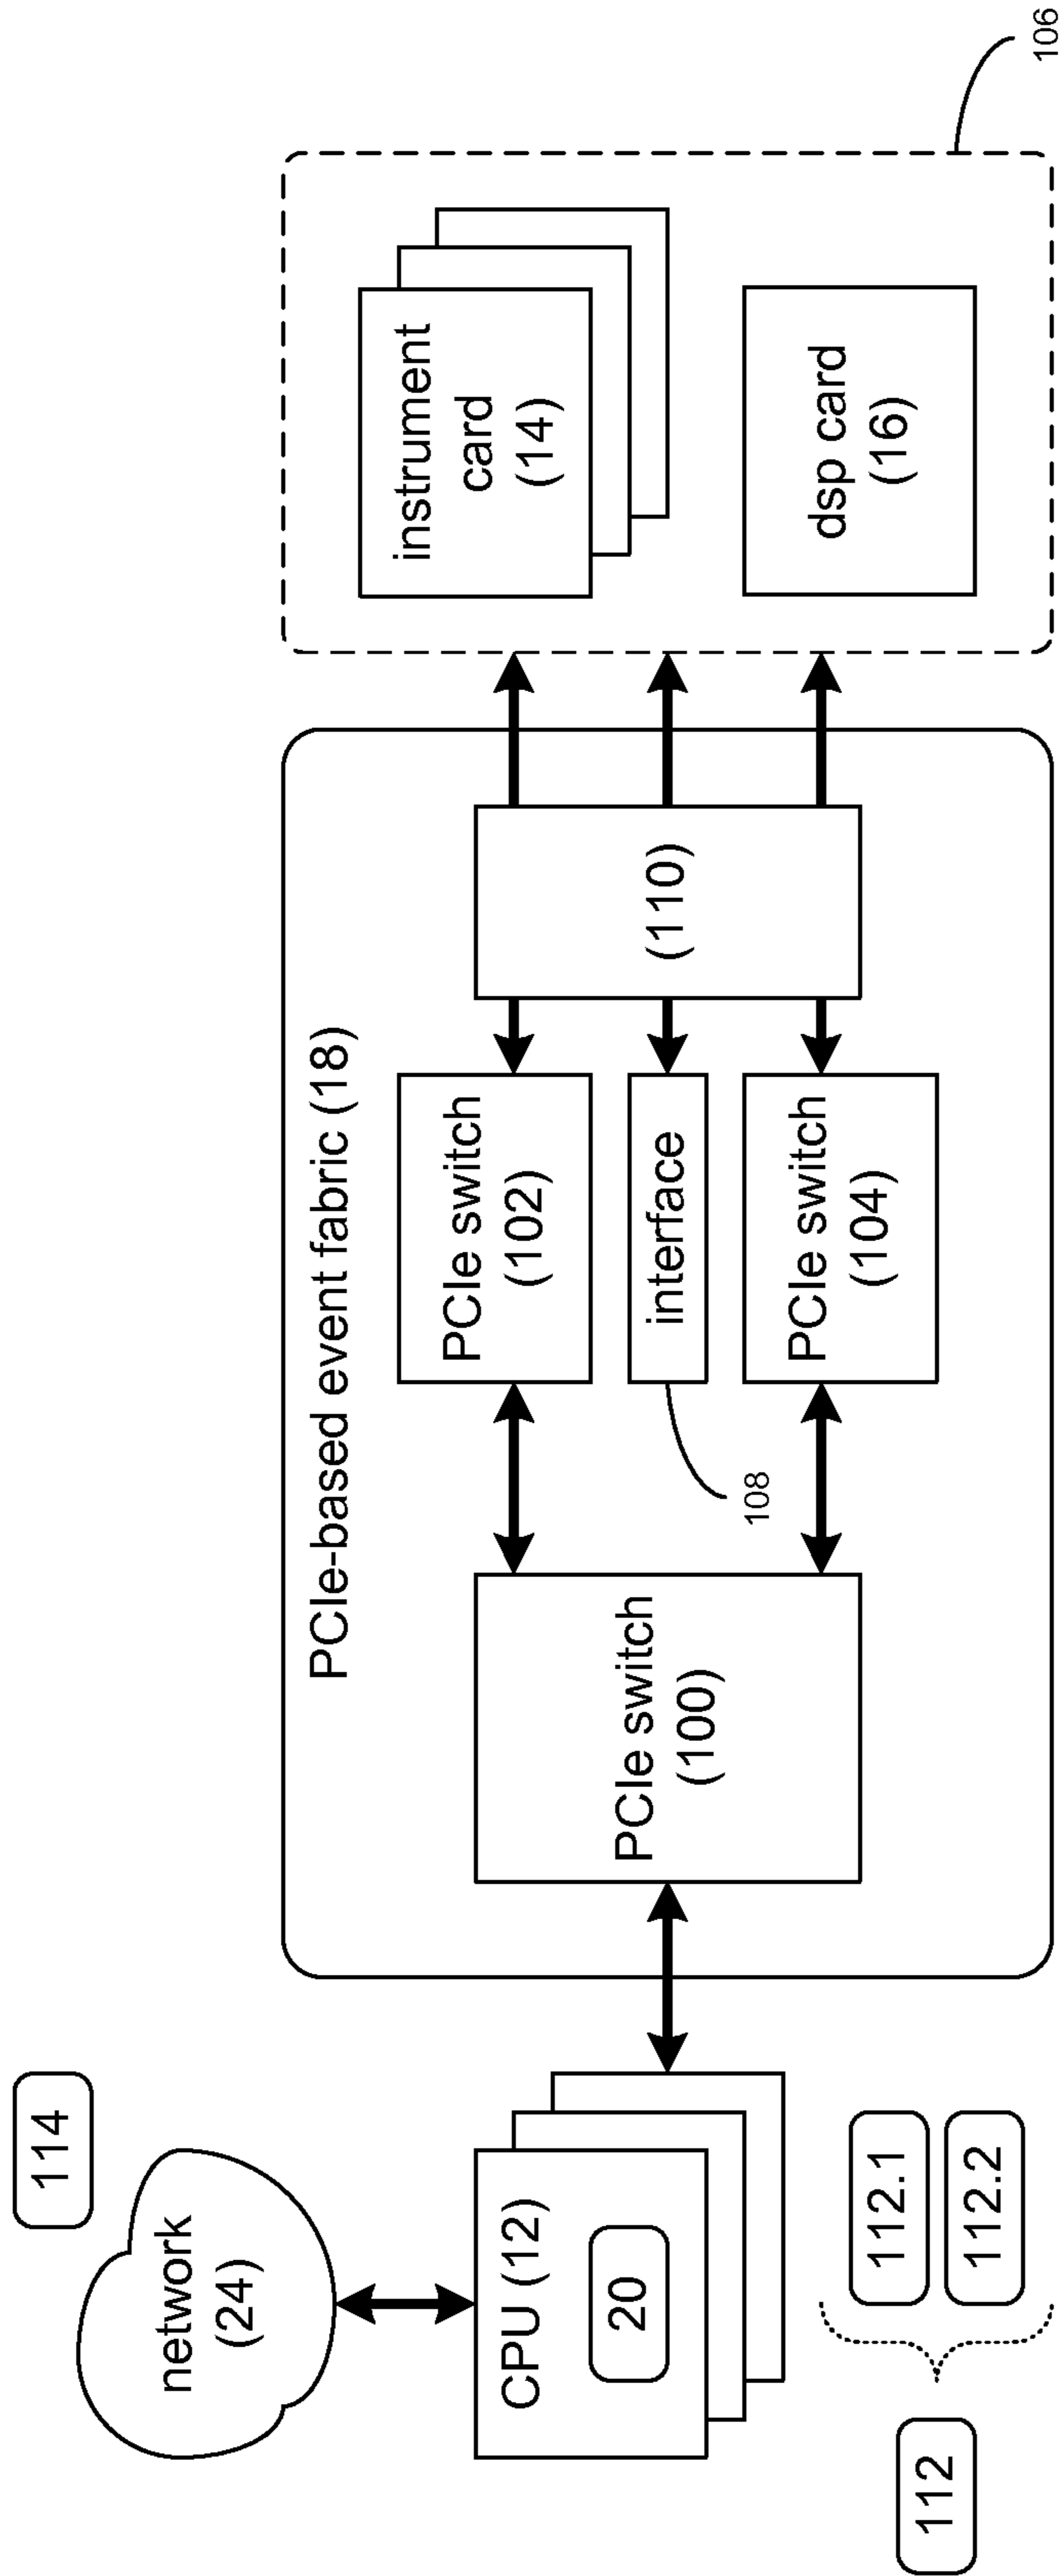 114
network
(24)
CPU (12)
20
112
112.1
112.2
PCIe-based event fabric (18)
PCIe switch
(100)
PCIe switch
(102)
interface
108
PCIe switch
(104)
(110)
instrument
card
(14)
dsp card
(16)
106